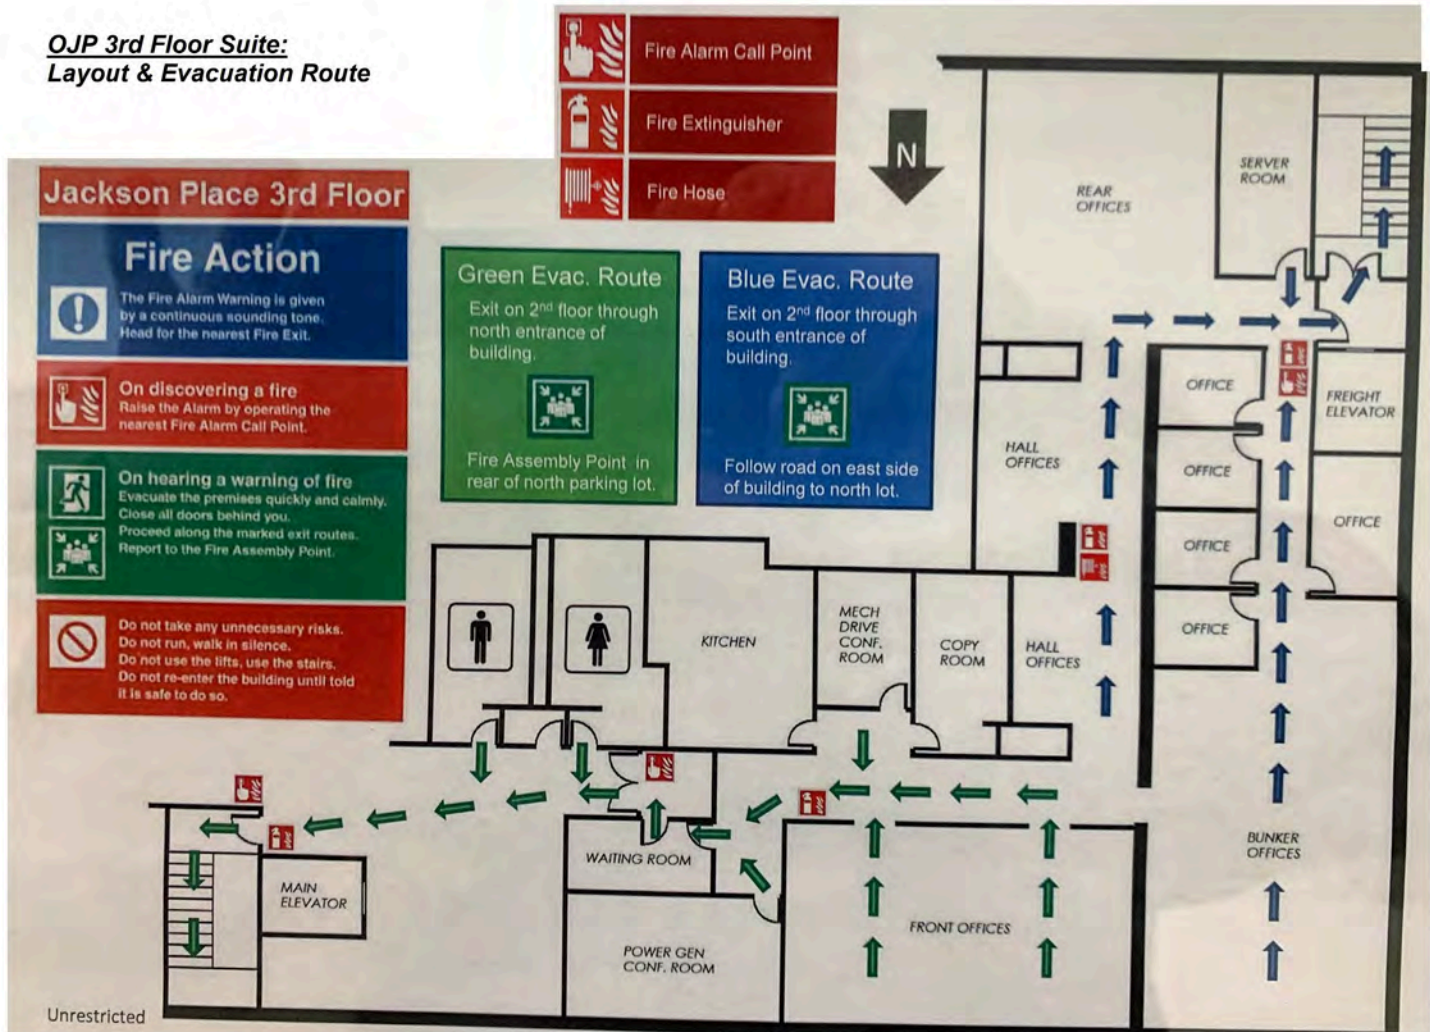 OJP 3rd Floor Suite:
Layout & Evacuation Route
Fire Alarm Call Point
Fire Extinguisher
Fire Hose
N
Jackson Place 3rd Floor
Fire Action
The Fire Alarm Warning is given
by a continuous sounding tone.
Head for the nearest Fire Exit.
On discovering a fire
Raise the Alarm by operating the
nearest Fire Alarm Call Point.
On hearing a warning of fire
Evacuate the premises quickly and calmly.
Close all doors behind you.
Proceed along the marked exit routes.
Report to the Fire Assembly Point.
Do not take any unnecessary risks.
Do not run, walk in silence.
Do not use the lifts, use the stairs.
Do not re-enter the building until told
it is safe to do so.
Green Evac. Route
Exit on 2nd floor through
north entrance of
building.
Fire Assembly Point in
rear of north parking lot.
Blue Evac. Route
Exit on 2nd floor through
south entrance of
building.
Follow road on east side
of building to north lot.
REAR
OFFICES
SERVER
ROOM
HALL
OFFICES
OFFICE
OFFICE
OFFICE
OFFICE
FREIGHT
ELEVATOR
OFFICE
KITCHEN
MECH
DRIVE
CONF.
ROOM
COPY
ROOM
HALL
OFFICES
WAITING ROOM
MAIN
ELEVATOR
POWER GEN
CONF. ROOM
FRONT OFFICES
BUNKER
OFFICES
Unrestricted